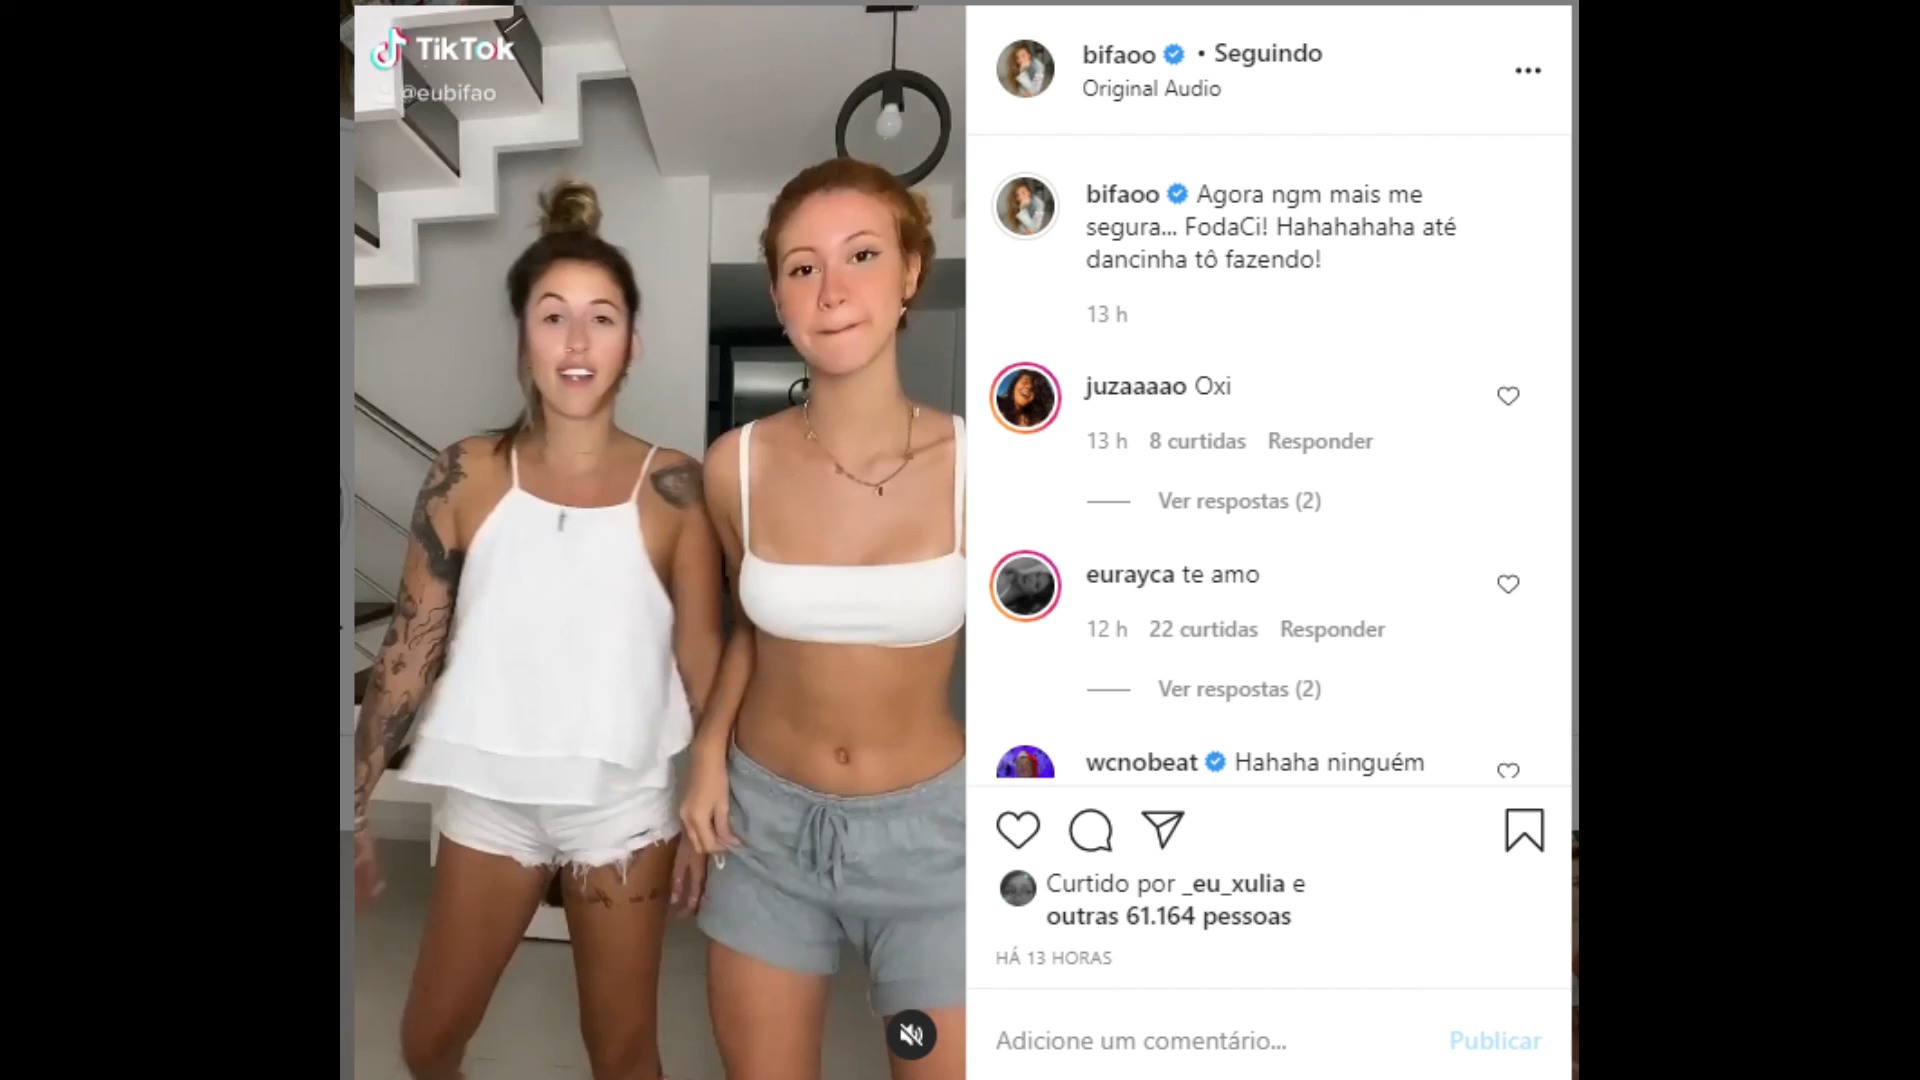 TikTok
@eubifao
bifaoo • Seguindo
Original Audio
bifaoo Agora ngm mais me
segura... FodaCi! Hahahahaha até
dancinha tô fazendo!
13 h
juzaaaao Oxi
13 h 8 curtidas Responder
Ver respostas (2)
eurayca te amo
12 h 22 curtidas Responder
Ver respostas (2)
wcnobeat Hahaha ninguém
Curtido por _eu_xulia e
outras 61.164 pessoas
HÁ 13 HORAS
Adicione um comentário... Publicar